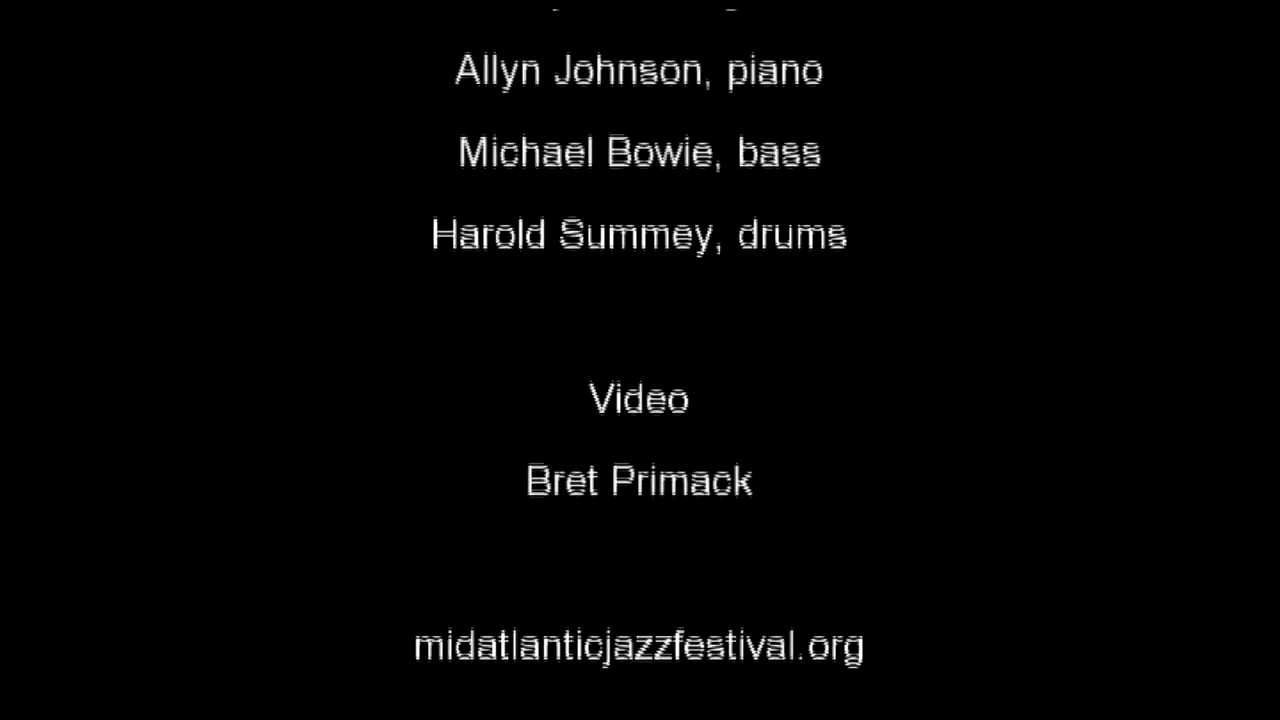 Allyn Johnson, piano
Michael Bowie, bass
Harold Summey, drums
Video
Bret Primack
midatlanticjazzfestival.org